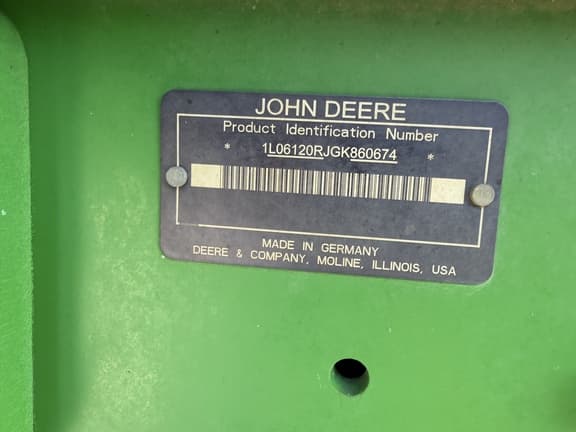 JOHN DEERE
Product Identification Number
* 1L06120RJGK860674 *
MADE IN GERMANY
DEERE & COMPANY, MOLINE, ILLINOIS, USA